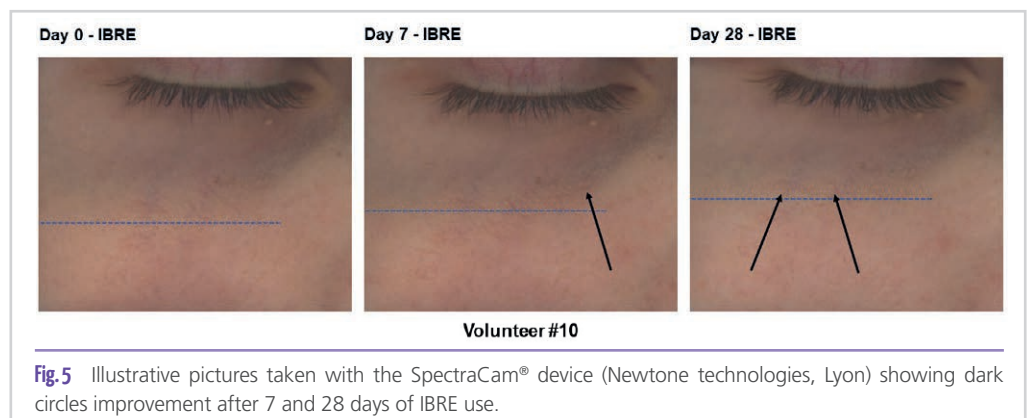 Day 0 - IBRE Day 7 - IBRE Day 28 - IBRE
Volunteer #10
Fig. 5 Illustrative pictures taken with the SpectraCam® device (Newtone technologies, Lyon) showing dark
circles improvement after 7 and 28 days of IBRE use.